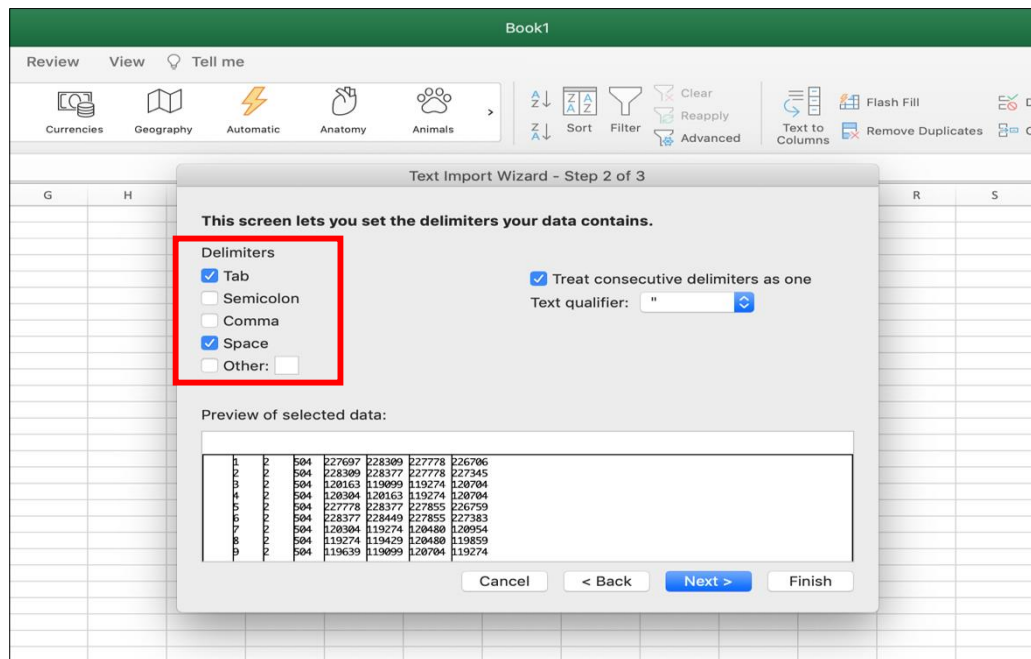 Book1
Review View Tell me
Currencies Geography Automatic Anatomy Animals
Sort Filter
Clear
Reapply
Advanced
Text to
Columns
Flash Fill
Remove Duplicates
Text Import Wizard - Step 2 of 3
G H R S
This screen lets you set the delimiters your data contains.
Delimiters
Tab
Semicolon
Comma
Space
Other:
Treat consecutive delimiters as one
Text qualifier: "
Preview of selected data:
1 2 504 227697 228309 227778 226706
2 2 504 228309 228377 227778 227345
3 2 504 120163 119099 119274 120704
4 2 504 120304 120163 119274 120704
5 2 504 227778 228377 227855 226759
6 2 504 228377 228449 227855 227383
7 2 504 120304 119274 120480 120954
8 2 504 119274 119429 120480 119859
9 2 504 119639 119099 120704 119274
Cancel < Back Next > Finish